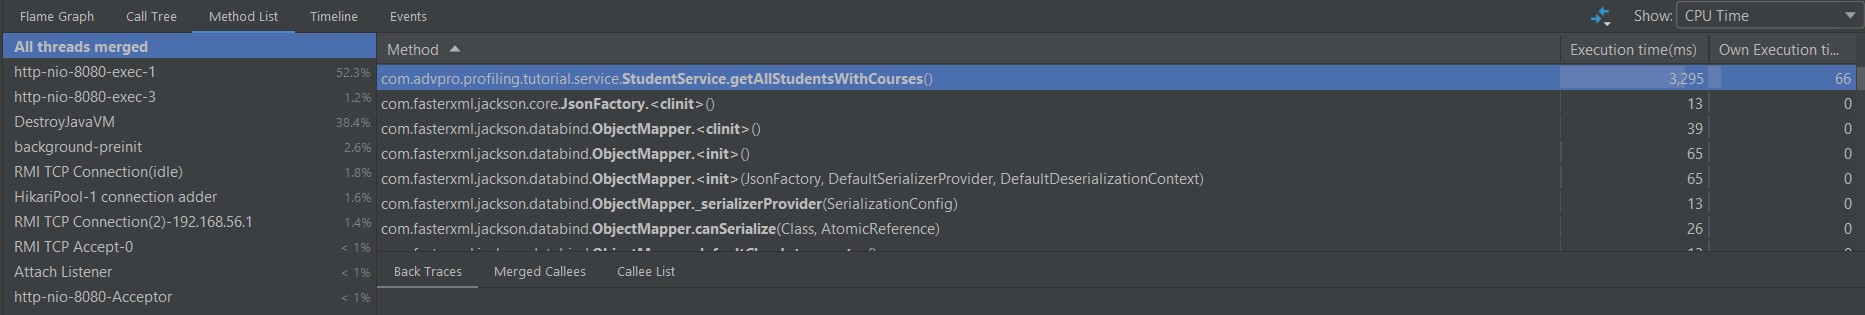 Flame Graph Call Tree Method List Timeline Events Show: CPU Time
All threads merged
http-nio-8080-exec-1 52.3%
http-nio-8080-exec-3 1.2%
DestroyJavaVM 38.4%
background-preinit 2.6%
RMI TCP Connection(idle) 1.8%
HikariPool-1 connection adder 1.6%
RMI TCP Connection(2)-192.168.56.1 1.4%
RMI TCP Accept-0 < 1%
Attach Listener < 1%
http-nio-8080-Acceptor < 1%
Method Execution time(ms) Own Execution ti...
com.advpro.profiling.tutorial.service.StudentService.getAllStudentsWithCourses() 3,295 66
com.fasterxml.jackson.core.JsonFactory.<clinit>() 13 0
com.fasterxml.jackson.databind.ObjectMapper.<clinit>() 39 0
com.fasterxml.jackson.databind.ObjectMapper.<init>() 65 0
com.fasterxml.jackson.databind.ObjectMapper.<init>(JsonFactory, DefaultSerializerProvider, DefaultDeserializationContext) 65 0
com.fasterxml.jackson.databind.ObjectMapper._serializerProvider(SerializationConfig) 13 0
com.fasterxml.jackson.databind.ObjectMapper.canSerialize(Class, AtomicReference) 26 0
Back Traces Merged Callees Callee List